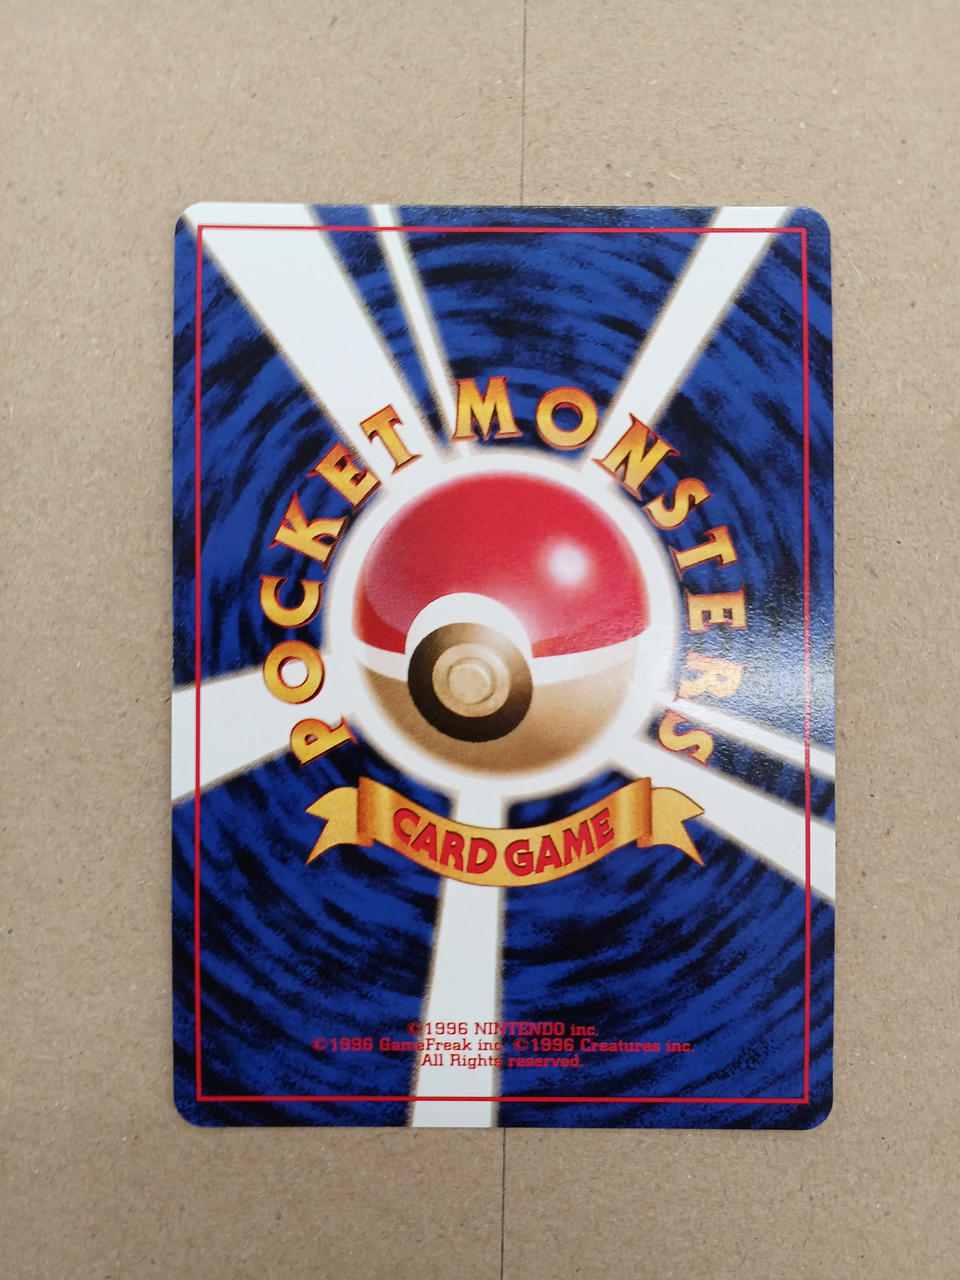 POCKET MONSTERS
CARD GAME
©1996 NINTENDO inc.
©1996 GameFreak inc ©1996 Creatures inc.
All Rights reserved.